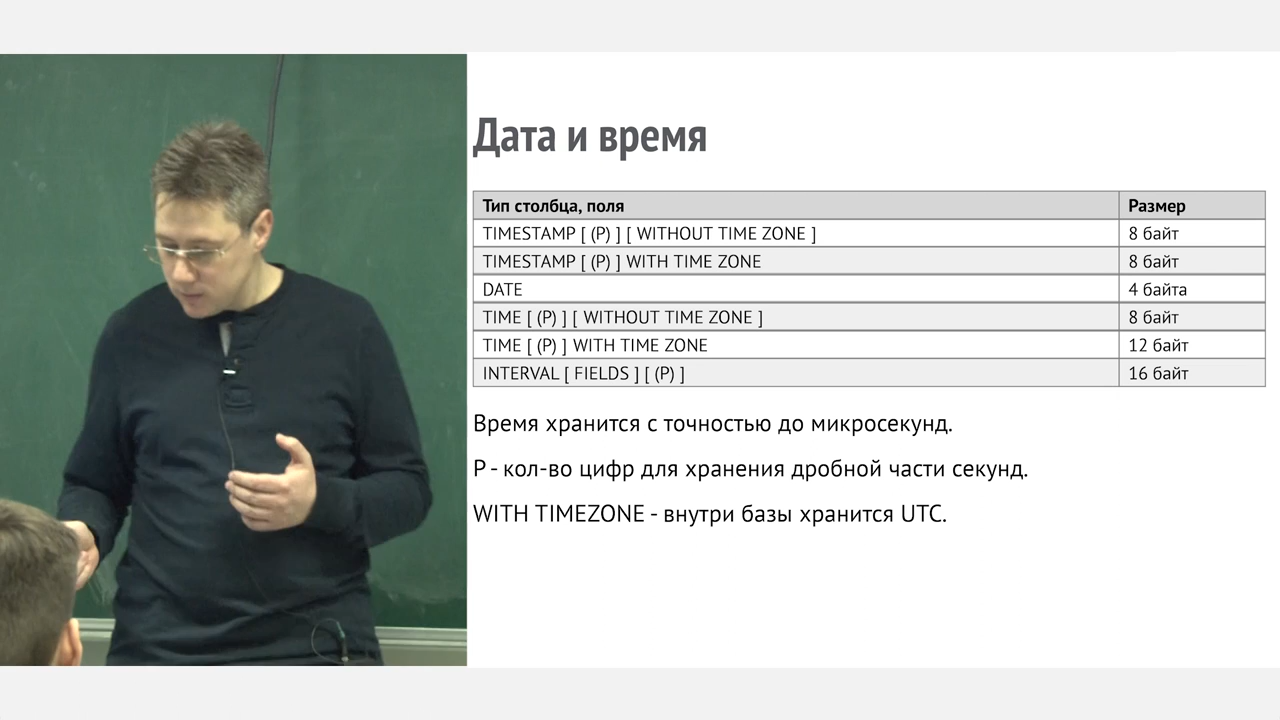 Дата и время
Тип столбца, поля Размер
TIMESTAMP [ (P) ] [ WITHOUT TIME ZONE ] 8 байт
TIMESTAMP [ (P) ] WITH TIME ZONE 8 байт
DATE 4 байта
TIME [ (P) ] [ WITHOUT TIME ZONE ] 8 байт
TIME [ (P) ] WITH TIME ZONE 12 байт
INTERVAL [ FIELDS ] [ (P) ] 16 байт
Время хранится с точностью до микросекунд.
P - кол-во цифр для хранения дробной части секунд.
WITH TIMEZONE - внутри базы хранится UTC.